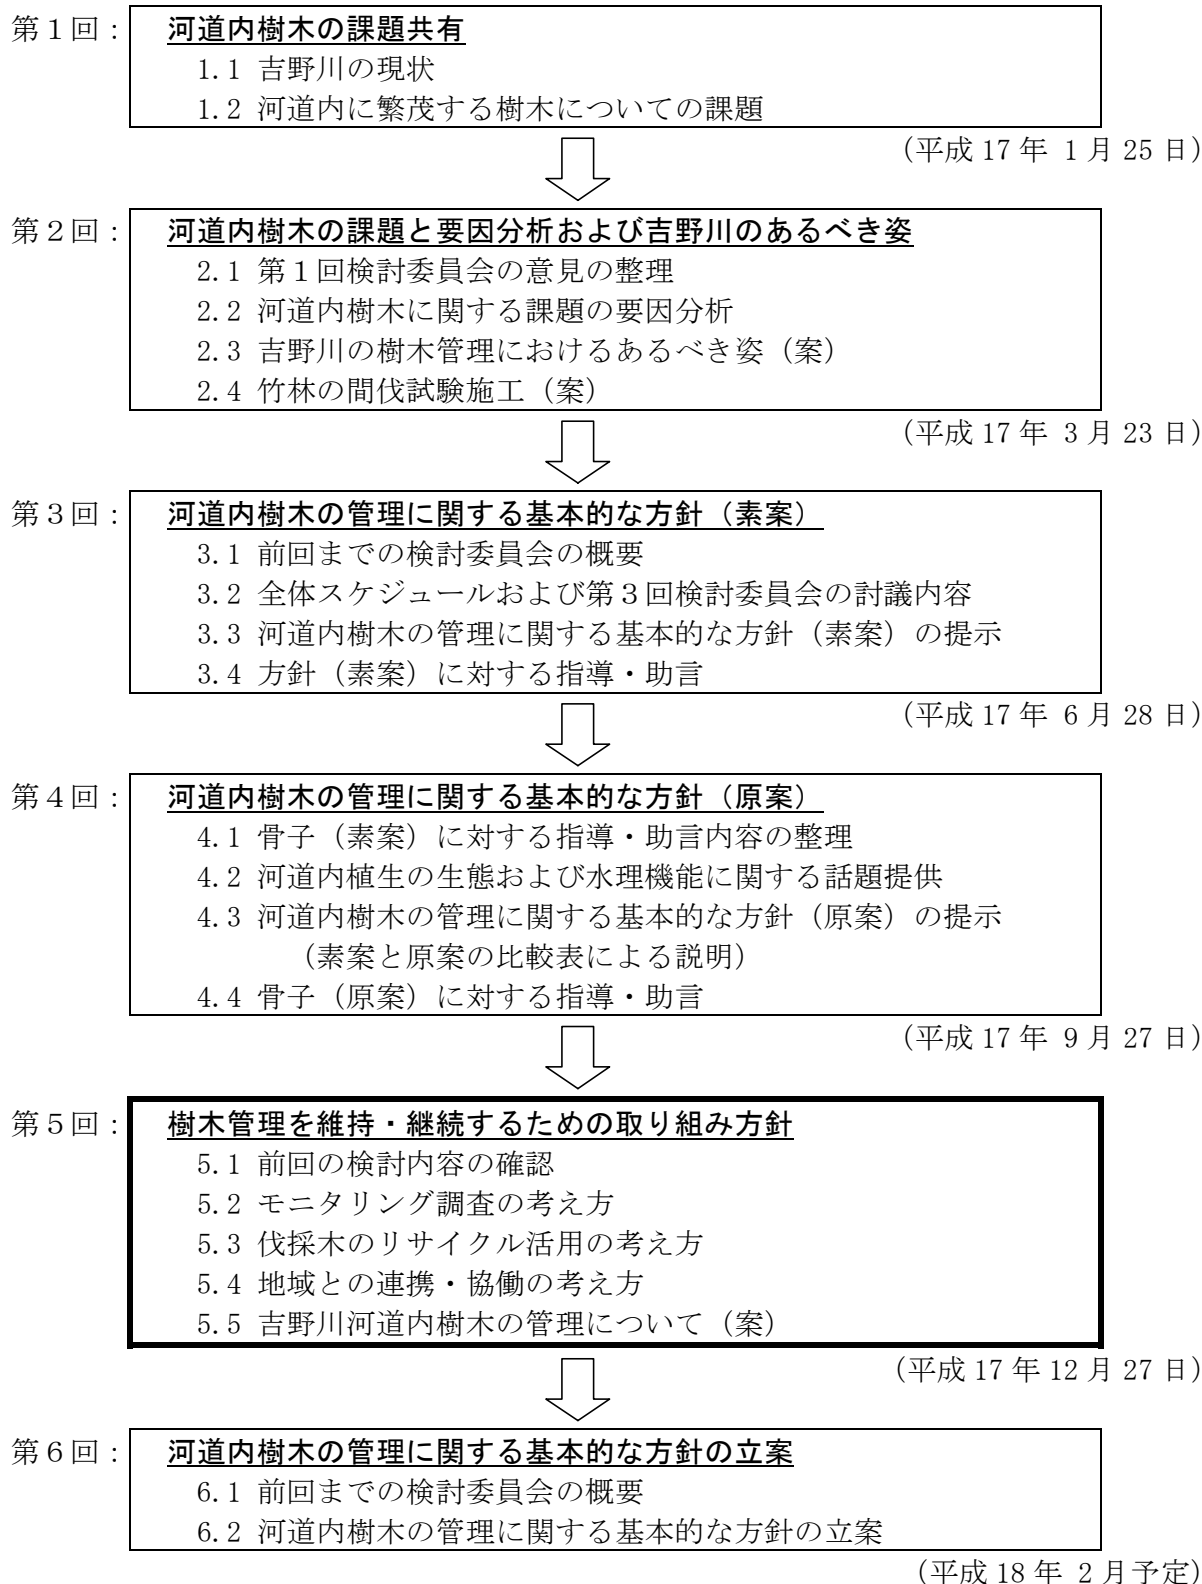 第１回： 河道内樹木の課題共有
1.1 吉野川の現状
1.2 河道内に繁茂する樹木についての課題
（平成 17 年 1 月 25 日）
第２回： 河道内樹木の課題と要因分析および吉野川のあるべき姿
2.1 第１回検討委員会の意見の整理
2.2 河道内樹木に関する課題の要因分析
2.3 吉野川の樹木管理におけるあるべき姿（案）
2.4 竹林の間伐試験施工（案）
（平成 17 年 3 月 23 日）
第３回： 河道内樹木の管理に関する基本的な方針（素案）
3.1 前回までの検討委員会の概要
3.2 全体スケジュールおよび第３回検討委員会の討議内容
3.3 河道内樹木の管理に関する基本的な方針（素案）の提示
3.4 方針（素案）に対する指導・助言
（平成 17 年 6 月 28 日）
第４回： 河道内樹木の管理に関する基本的な方針（原案）
4.1 骨子（素案）に対する指導・助言内容の整理
4.2 河道内植生の生態および水理機能に関する話題提供
4.3 河道内樹木の管理に関する基本的な方針（原案）の提示
（素案と原案の比較表による説明）
4.4 骨子（原案）に対する指導・助言
（平成 17 年 9 月 27 日）
第５回： 樹木管理を維持・継続するための取り組み方針
5.1 前回の検討内容の確認
5.2 モニタリング調査の考え方
5.3 伐採木のリサイクル活用の考え方
5.4 地域との連携・協働の考え方
5.5 吉野川河道内樹木の管理について（案）
（平成 17 年 12 月 27 日）
第６回： 河道内樹木の管理に関する基本的な方針の立案
6.1 前回までの検討委員会の概要
6.2 河道内樹木の管理に関する基本的な方針の立案
（平成 18 年 2 月予定）